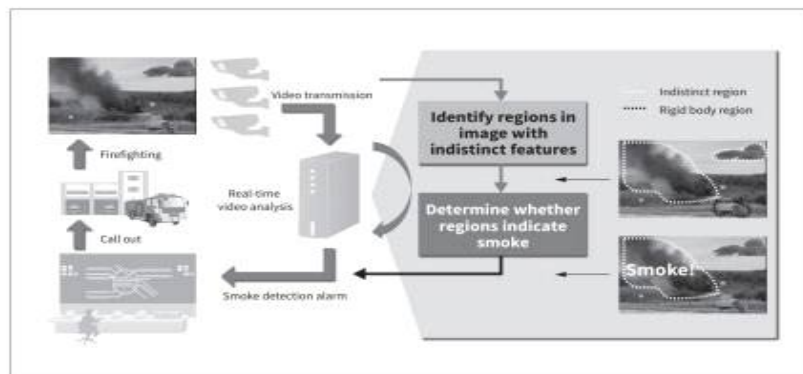 Video transmission
Firefighting
Real-time
video analysis
Call out
Smoke detection alarm
Identify regions in
image with
indistinct features
Determine whether
regions indicate
smoke
Indistinct region
Rigid body region
Smoke!